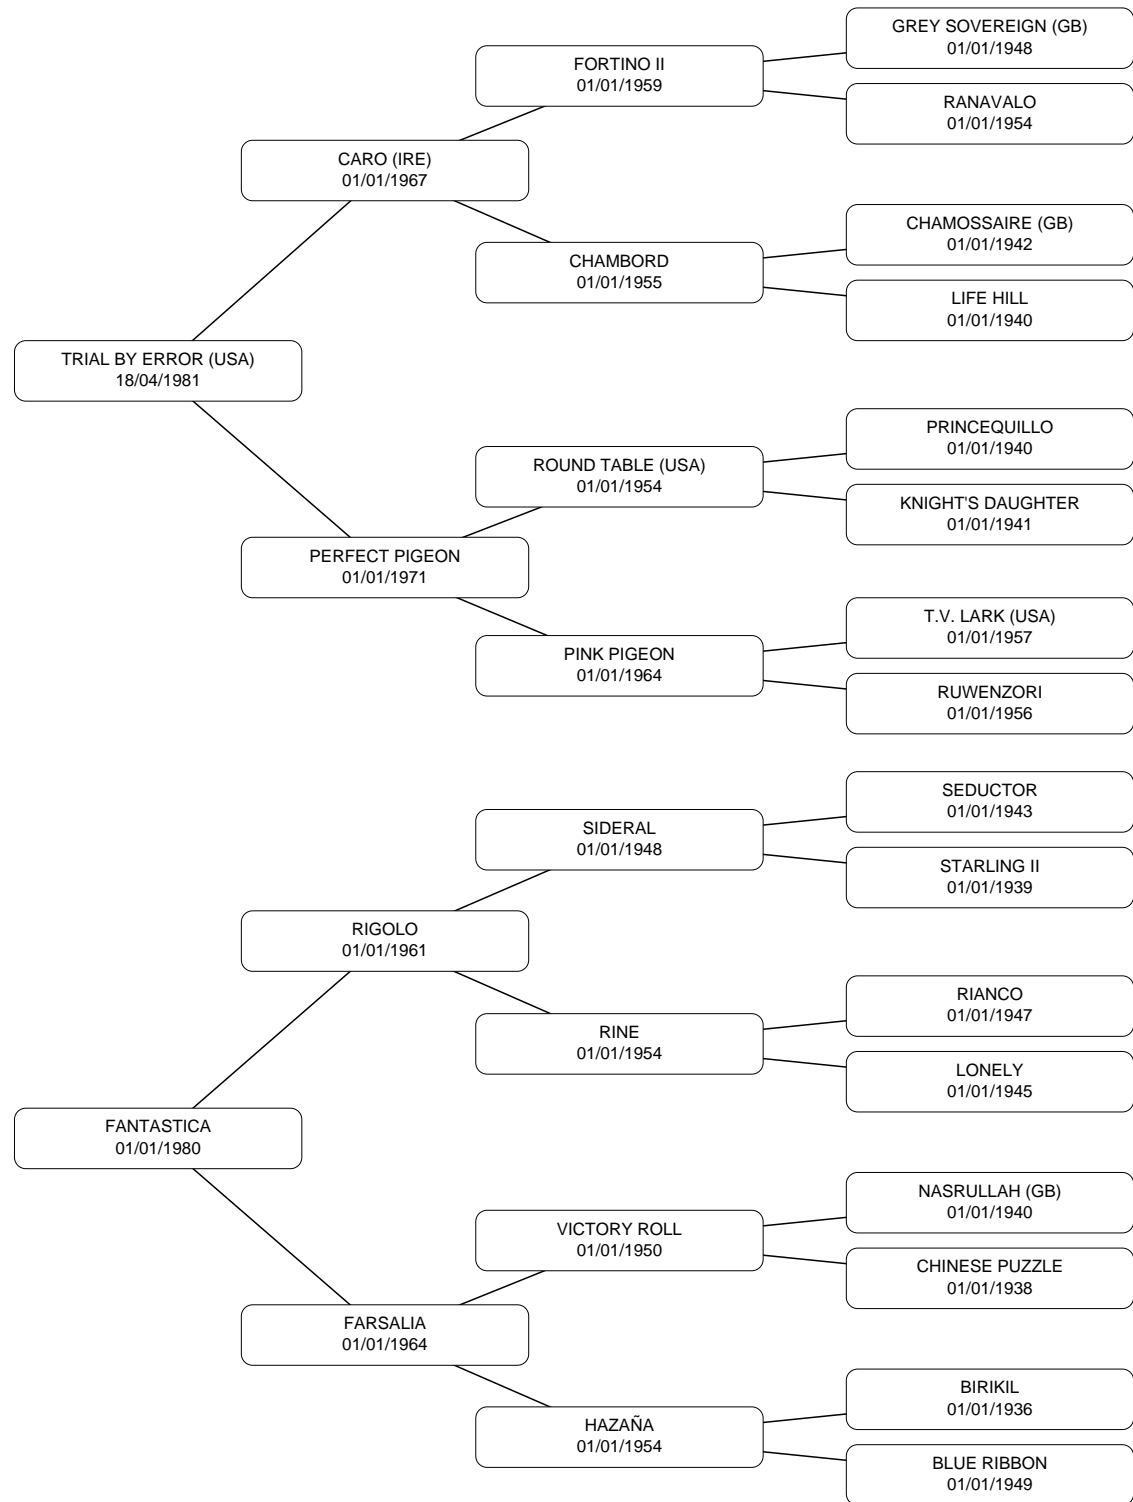 GREY SOVEREIGN (GB)
01/01/1948
FORTINO II
01/01/1959
RANAVALO
01/01/1954
CARO (IRE)
01/01/1967
CHAMOSSAIRE (GB)
01/01/1942
CHAMBORD
01/01/1955
LIFE HILL
01/01/1940
TRIAL BY ERROR (USA)
18/04/1981
PRINCEQUILLO
01/01/1940
ROUND TABLE (USA)
01/01/1954
KNIGHT'S DAUGHTER
01/01/1941
PERFECT PIGEON
01/01/1971
T.V. LARK (USA)
01/01/1957
PINK PIGEON
01/01/1964
RUWENZORI
01/01/1956
SEDUCTOR
01/01/1943
SIDERAL
01/01/1948
STARLING II
01/01/1939
RIGOLO
01/01/1961
RIANCO
01/01/1947
RINE
01/01/1954
LONELY
01/01/1945
FANTASTICA
01/01/1980
NASRULLAH (GB)
01/01/1940
VICTORY ROLL
01/01/1950
CHINESE PUZZLE
01/01/1938
FARSALIA
01/01/1964
BIRIKIL
01/01/1936
HAZAÑA
01/01/1954
BLUE RIBBON
01/01/1949